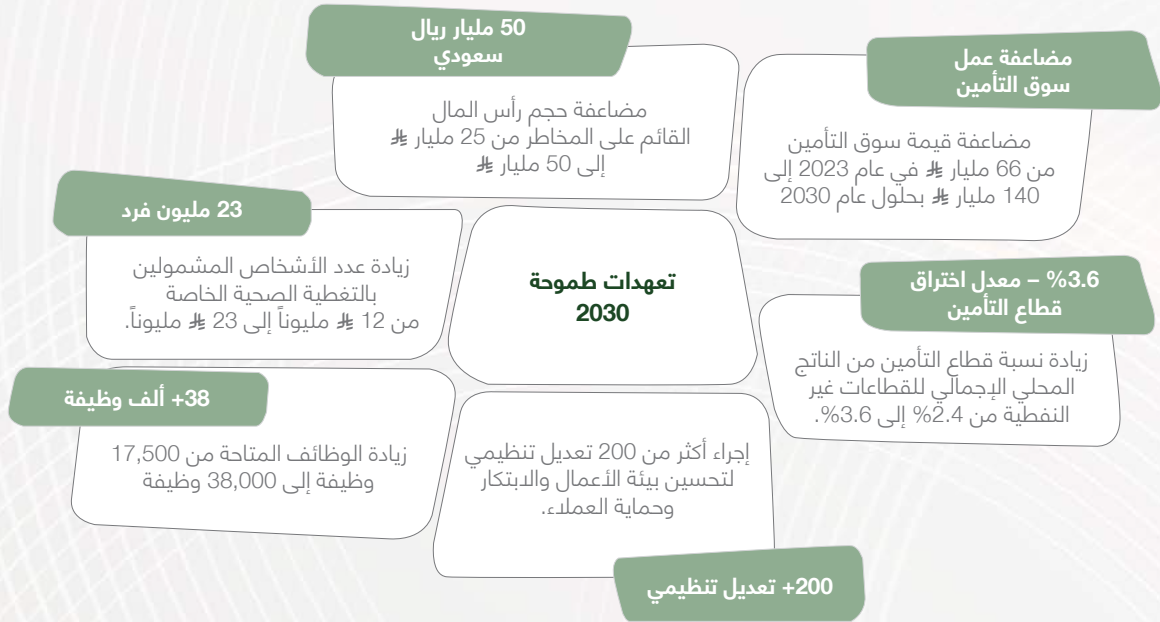 50 مليار ريال
سعودي
مضاعفة حجم رأس المال
القائم على المخاطر من 25 مليار ⃁
إلى 50 مليار ⃁
مضاعفة عمل
سوق التأمين
مضاعفة قيمة سوق التأمين
من 66 مليار ⃁ في عام 2023 إلى
140 مليار ⃁ بحلول عام 2030
23 مليون فرد
زيادة عدد الأشخاص المشمولين
بالتغطية الصحية الخاصة
من 12 ⃁ مليوناً إلى 23 ⃁ مليوناً.
تعهدات طموحة
2030
%3.6 – معدل اختراق
قطاع التأمين
زيادة نسبة قطاع التأمين من الناتج
المحلي الإجمالي للقطاعات غير
النفطية من 2.4% إلى 3.6%.
+38 ألف وظيفة
زيادة الوظائف المتاحة من 17,500
وظيفة إلى 38,000 وظيفة
إجراء أكثر من 200 تعديل تنظيمي
لتحسين بيئة الأعمال والابتكار
وحماية العملاء.
+200 تعديل تنظيمي